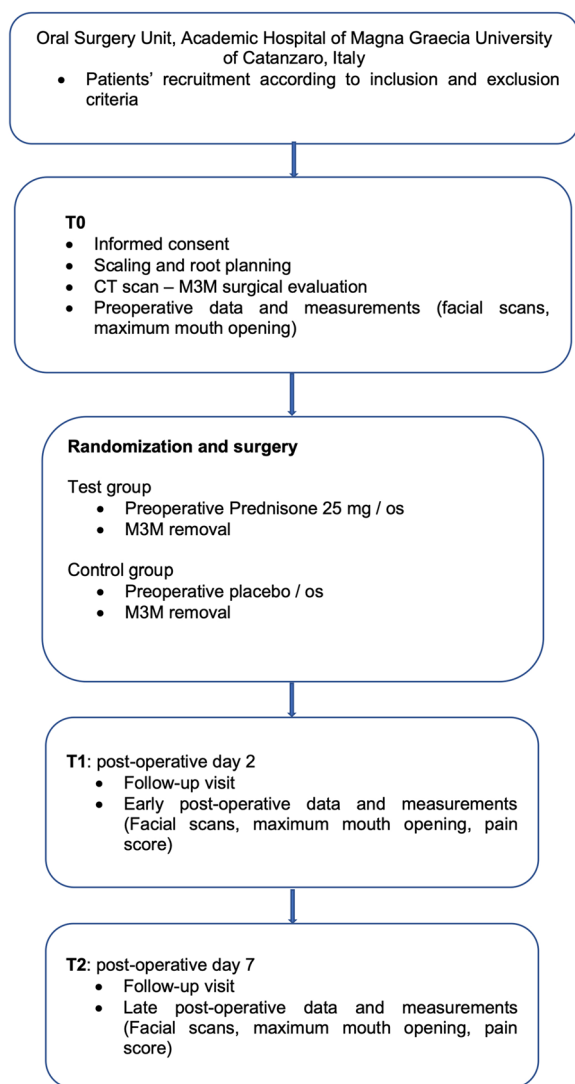 Oral Surgery Unit, Academic Hospital of Magna Graecia University
of Catanzaro, Italy
• Patients' recruitment according to inclusion and exclusion
criteria
T0
• Informed consent
• Scaling and root planning
• CT scan – M3M surgical evaluation
• Preoperative data and measurements (facial scans,
maximum mouth opening)
Randomization and surgery
Test group
• Preoperative Prednisone 25 mg / os
• M3M removal
Control group
• Preoperative placebo / os
• M3M removal
T1: post-operative day 2
• Follow-up visit
• Early post-operative data and measurements
(Facial scans, maximum mouth opening, pain
score)
T2: post-operative day 7
• Follow-up visit
• Late post-operative data and measurements
(Facial scans, maximum mouth opening, pain
score)